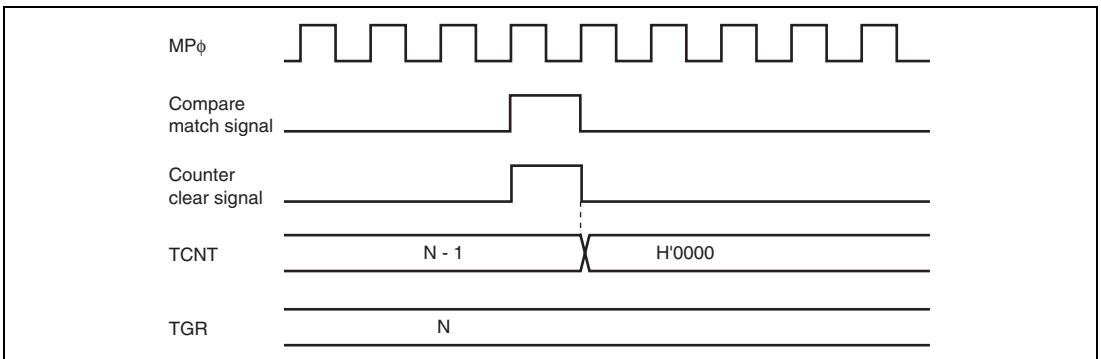 MPφ
Compare
match signal
Counter
clear signal
TCNT
N - 1
H'0000
TGR
N